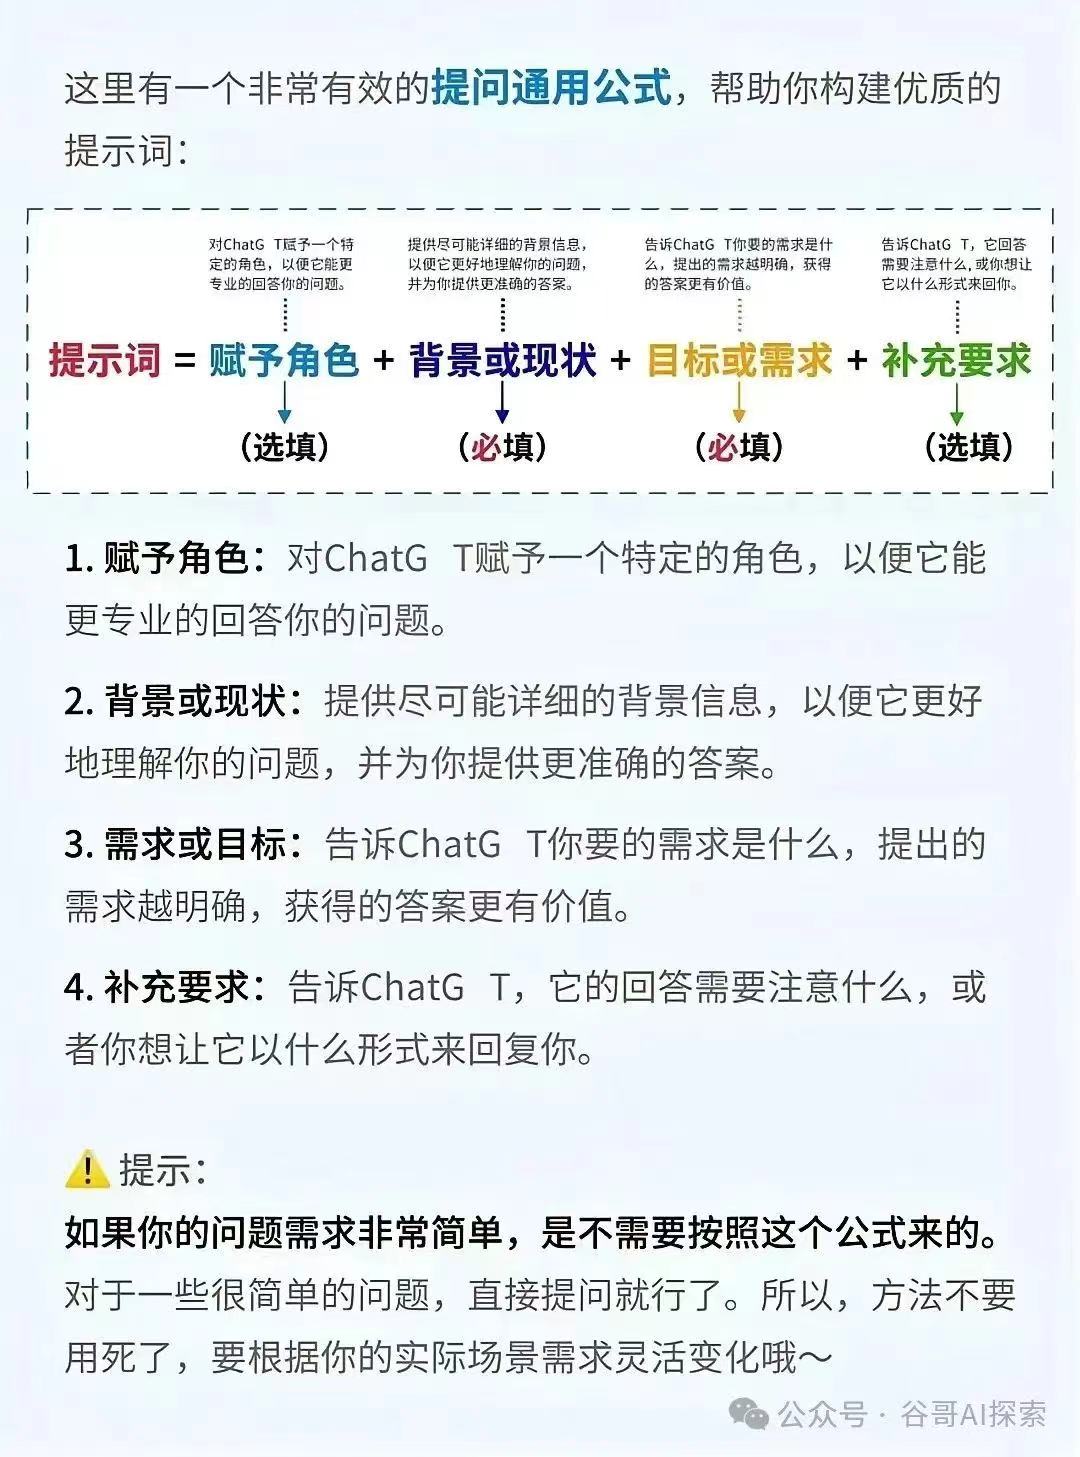 这里有一个非常有效的提问通用公式，帮助你构建优质的
提示词：
对ChatG T赋予一个特
定的角色，以便它能更
专业的回答你的问题。
提供尽可能详细的背景信息，
以便它更好地理解你的问题，
并为你提供更准确的答案。
告诉ChatG T你要的需求是什
么，提出的需求越明确，获得
的答案更有价值。
告诉ChatG T，它回答
需要注意什么，或你想让
它以什么形式来回你。
提示词 = 赋予角色 + 背景或现状 + 目标或需求 + 补充要求
（选填） （必填） （必填） （选填）
1. 赋予角色：对ChatG T赋予一个特定的角色，以便它能
更专业的回答你的问题。
2. 背景或现状：提供尽可能详细的背景信息，以便它更好
地理解你的问题，并为你提供更准确的答案。
3. 需求或目标：告诉ChatG T你要的需求是什么，提出的
需求越明确，获得的答案更有价值。
4. 补充要求：告诉ChatG T，它的回答需要注意什么，或
者你想让它以什么形式来回复你。
⚠️ 提示：
如果你的问题需求非常简单，是不需要按照这个公式来的。
对于一些很简单的问题，直接提问就行了。所以，方法不要
用死了，要根据你的实际场景需求灵活变化哦～
公众号 · 谷哥AI探索